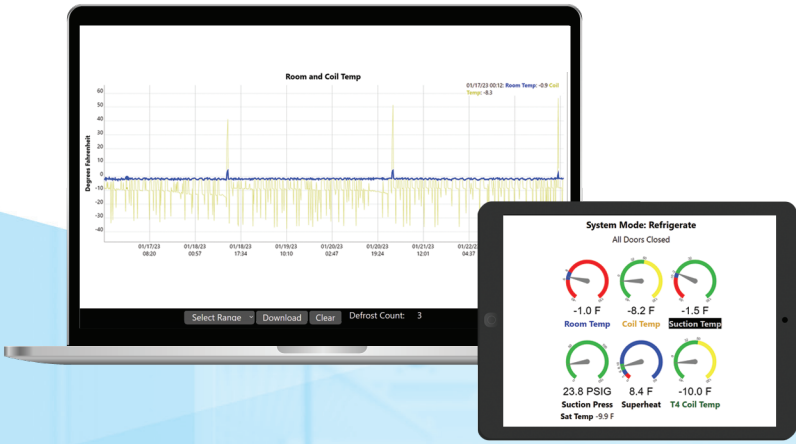 Room and Coil Temp
01/17/23 00:12: Room Temp: -0.9 Coil
Temp: -8.3
Degrees Fahrenheit
60
50
40
30
20
10
0
-10
-20
-30
-40
01/17/23 01/18/23 01/18/23 01/19/23 01/20/23 01/20/23 01/21/23 01/22/2
08:20 00:57 17:34 10:10 02:47 19:24 12:01 04:37
Select Range Download Clear Defrost Count: 3
System Mode: Refrigerate
All Doors Closed
-1.0 F -8.2 F -1.5 F
Room Temp Coil Temp Suction Temp
23.8 PSIG 8.4 F -10.0 F
Suction Press Superheat T4 Coil Temp
Sat Temp -9.9 F